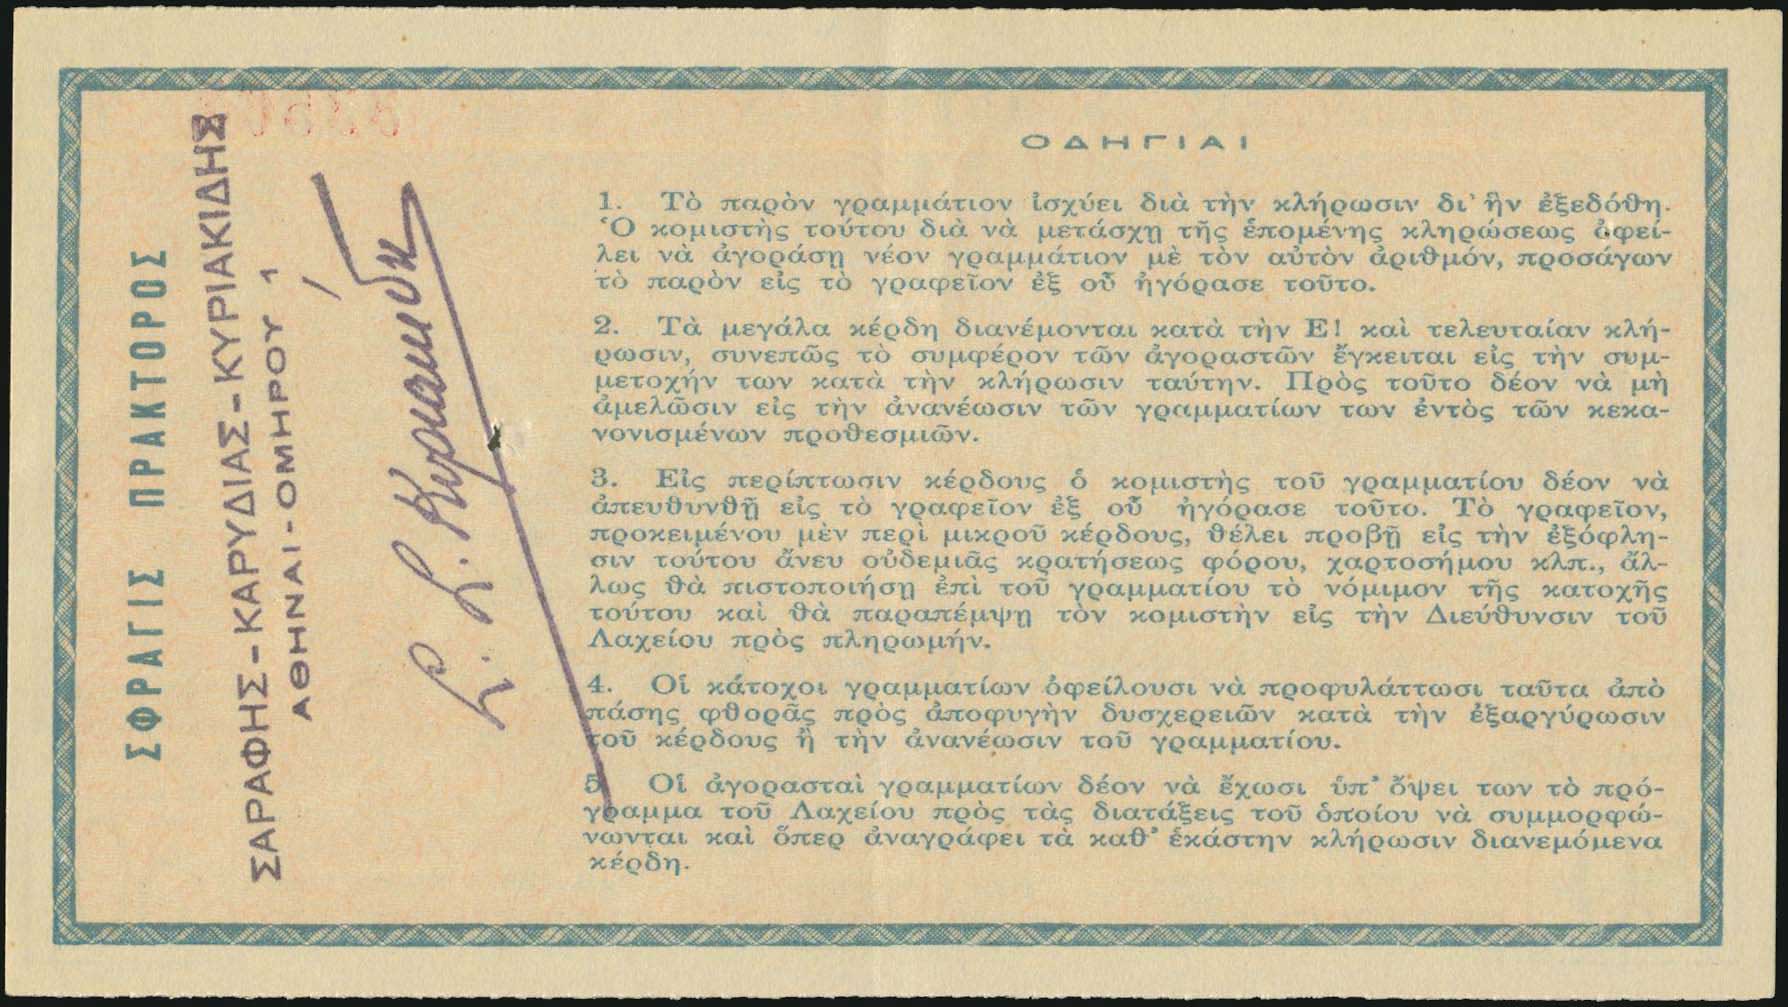 ΣΦΡΑΓΙΣ ΠΡΑΚΤΟΡΟΣ
ΣΑΡΑΦΗΣ-ΚΑΡΥΔΙΑΣ-ΚΥΡΙΑΚΙΔΗΣ
ΑΘΗΝΑΙ-ΟΜΗΡΟΥ 1
ΟΔΗΓΙΑΙ
1. Τὸ παρὸν γραμμάτιον ἰσχύει διὰ τὴν κλήρωσιν δι' ἣν ἐξεδόθη.
Ὁ κομιστὴς τούτου διὰ νὰ μετάσχῃ τῆς ἑπομένης κληρώσεως ὀφεί-
λει νὰ ἀγοράσῃ νέον γραμμάτιον μὲ τὸν αὐτὸν ἀριθμόν, προσάγων
τὸ παρὸν εἰς τὸ γραφεῖον ἐξ οὗ ἠγόρασε τοῦτο.
2. Τὰ μεγάλα κέρδη διανέμονται κατὰ τὴν Ε! καὶ τελευταίαν κλή-
ρωσιν, συνεπῶς τὸ συμφέρον τῶν ἀγοραστῶν ἔγκειται εἰς τὴν συμ-
μετοχήν των κατὰ τὴν κλήρωσιν ταύτην. Πρὸς τοῦτο δέον νὰ μὴ
ἀμελῶσιν εἰς τὴν ἀνανέωσιν τῶν γραμματίων των ἐντὸς τῶν κεκα-
νονισμένων προθεσμιῶν.
3. Εἰς περίπτωσιν κέρδους ὁ κομιστὴς τοῦ γραμματίου δέον νὰ
ἀπευθυνθῇ εἰς τὸ γραφεῖον ἐξ οὗ ἠγόρασε τοῦτο. Τὸ γραφεῖον,
προκειμένου μὲν περὶ μικροῦ κέρδους, θέλει προβῇ εἰς τὴν ἐξόφλη-
σιν τούτου ἄνευ οὐδεμιᾶς κρατήσεως φόρου, χαρτοσήμου κλπ., ἄλ-
λως θὰ πιστοποιήσῃ ἐπὶ τοῦ γραμματίου τὸ νόμιμον τῆς κατοχῆς
τούτου καὶ θὰ παραπέμψῃ τὸν κομιστὴν εἰς τὴν Διεύθυνσιν τοῦ
Λαχείου πρὸς πληρωμήν.
4. Οἱ κάτοχοι γραμματίων ὀφείλουσι νὰ προφυλάττωσι ταῦτα ἀπὸ
πάσης φθορᾶς πρὸς ἀποφυγὴν δυσχερειῶν κατὰ τὴν ἐξαργύρωσιν
τοῦ κέρδους ἢ τὴν ἀνανέωσιν τοῦ γραμματίου.
5. Οἱ ἀγορασταὶ γραμματίων δέον νὰ ἔχωσι ὑπ' ὄψει των τὸ πρό-
γραμμα τοῦ Λαχείου πρὸς τὰς διατάξεις τοῦ ὁποίου νὰ συμμορφώ-
νωνται καὶ ὅπερ ἀναγράφει τὰ καθ' ἑκάστην κλήρωσιν διανεμόμενα
κέρδη.